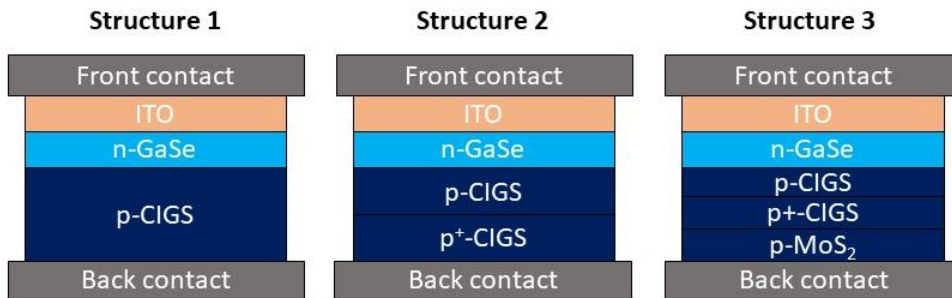 Structure 1
Front contact
ITO
n-GaSe
p-CIGS
Back contact
Structure 2
Front contact
ITO
n-GaSe
p-CIGS
p⁺-CIGS
Back contact
Structure 3
Front contact
ITO
n-GaSe
p-CIGS
p+-CIGS
p-MoS₂
Back contact